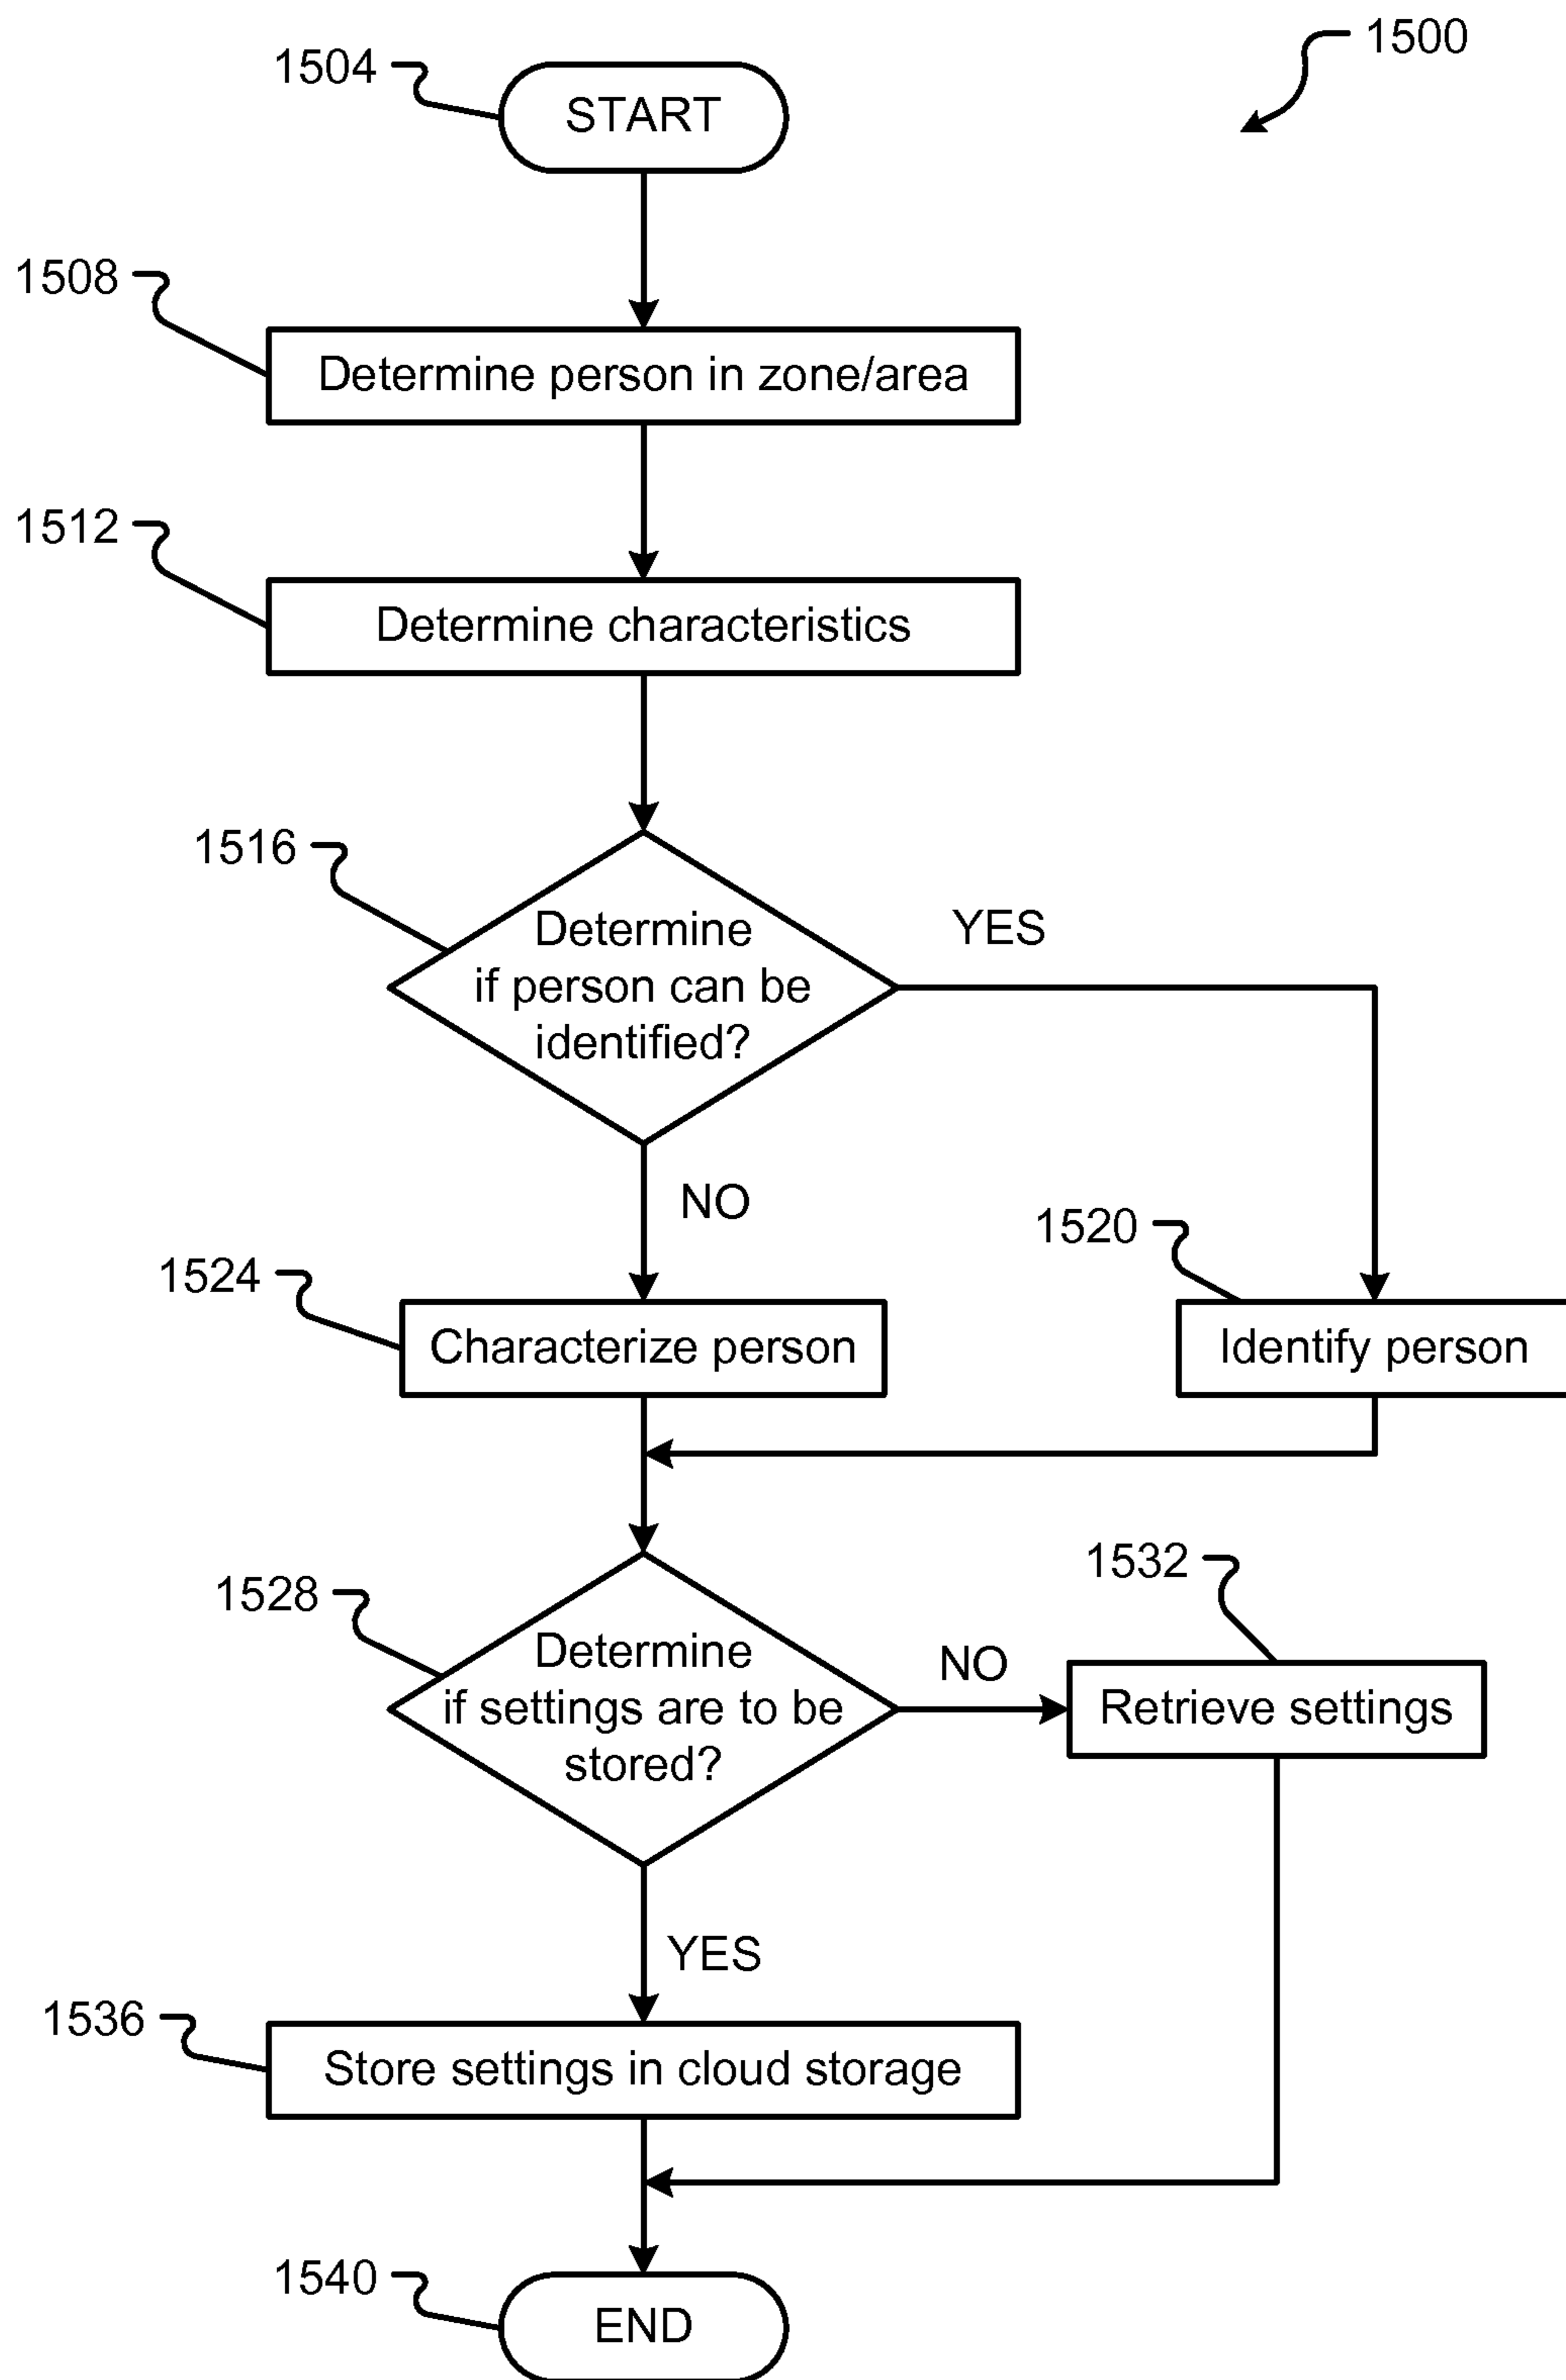 1500
1504
START
1508
Determine person in zone/area
1512
Determine characteristics
1516
Determine
if person can be
identified?
YES
NO
1520
1524
Characterize person
Identify person
1528
1532
Determine
if settings are to be
stored?
NO
Retrieve settings
YES
1536
Store settings in cloud storage
1540
END